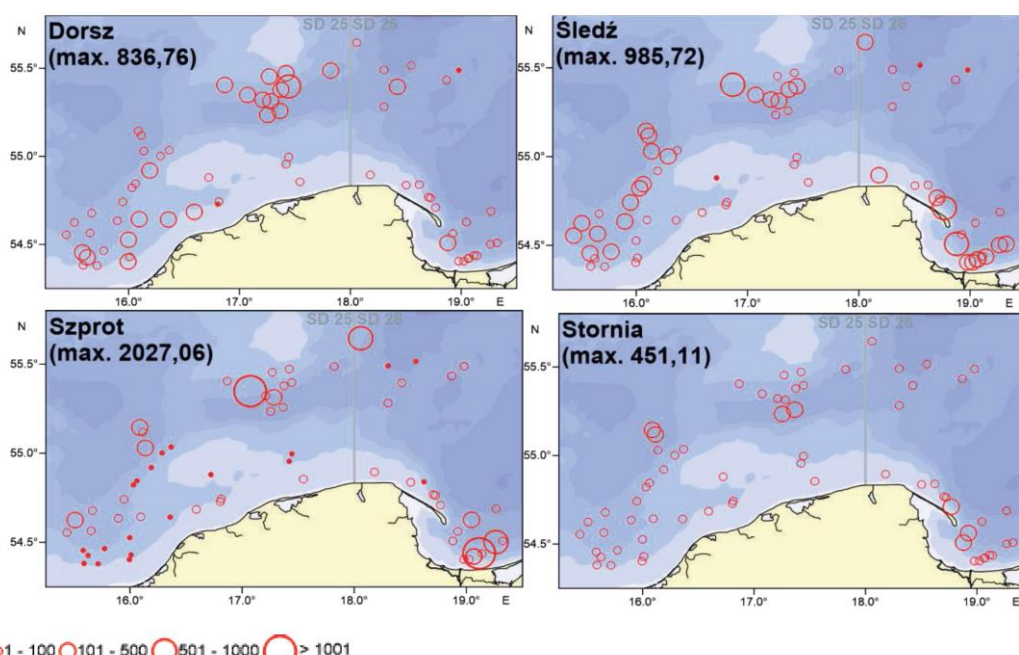 SD 25 SD 26
N
Dorsz
(max. 836,76)
55.5°
55.0°
54.5°
16.0°
17.0°
18.0°
19.0°
E
SD 25 SD 26
N
Śledź
(max. 985,72)
55.5°
55.0°
54.5°
16.0°
17.0°
18.0°
19.0°
E
SD 25 SD 26
N
Szprot
(max. 2027,06)
55.5°
55.0°
54.5°
16.0°
17.0°
18.0°
19.0°
E
SD 25 SD 26
N
Stornia
(max. 451,11)
55.5°
55.0°
54.5°
16.0°
17.0°
18.0°
19.0°
E
1 - 100 101 - 500 501 - 1000 > 1001